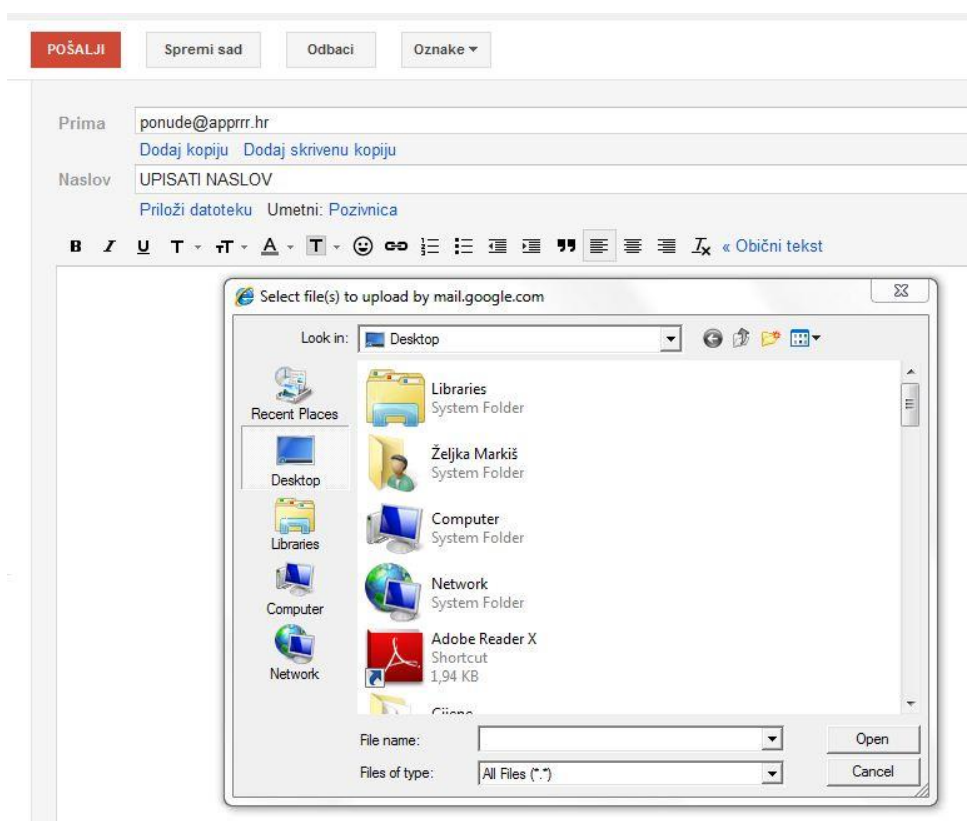 POŠALJI Spremi sad Odbaci Oznake
Prima ponude@apprrr.hr
Dodaj kopiju Dodaj skrivenu kopiju
Naslov UPISATI NASLOV
Priloži datoteku Umetni: Pozivnica
B I U T T A T Tx « Obični tekst
Select file(s) to upload by mail.google.com
Look in: Desktop
Recent Places
Desktop
Libraries
Computer
Network
Libraries
System Folder
Željka Markiš
System Folder
Computer
System Folder
Network
System Folder
Adobe Reader X
Shortcut
1,94 KB
File name: Open
Files of type: All Files (*.*) Cancel